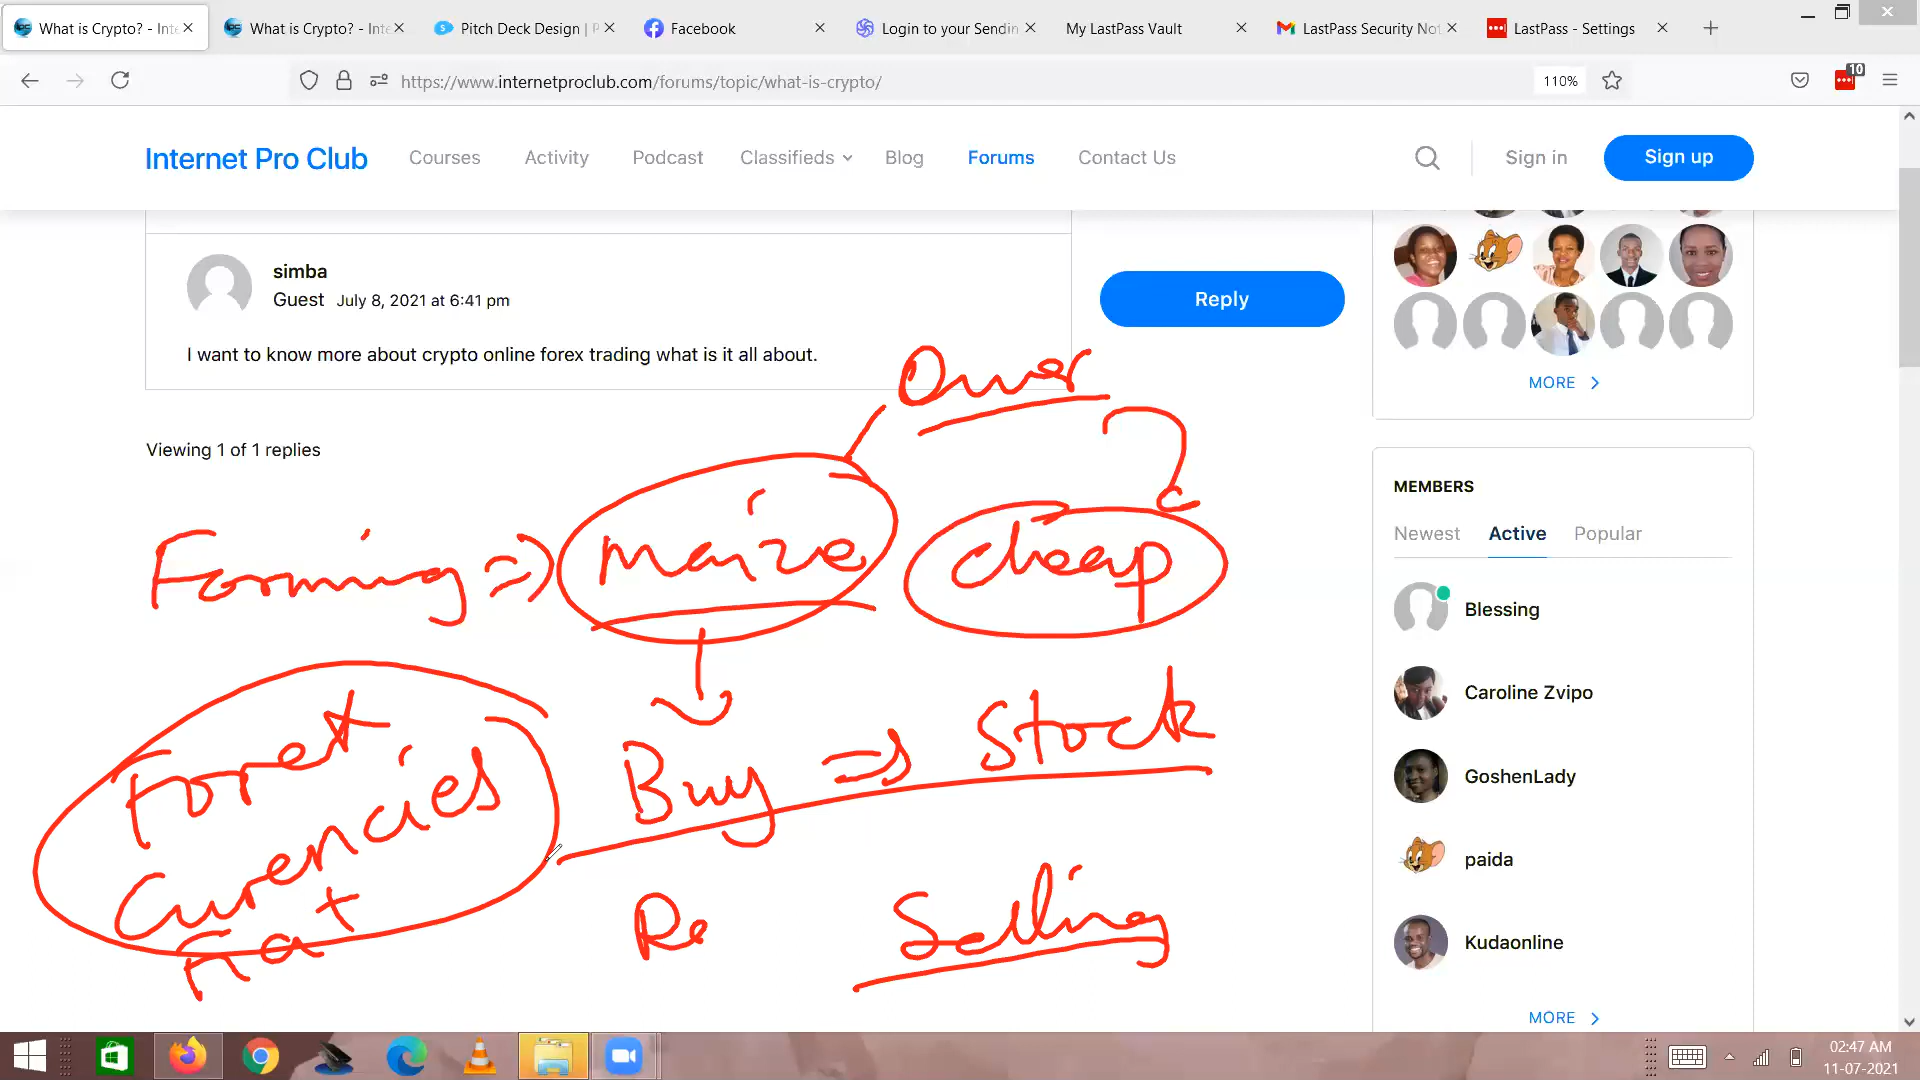 What is Crypto? - Inte
What is Crypto? - Inte
Pitch Deck Design | P
Facebook
Login to your Sendin
My LastPass Vault
LastPass Security Not
LastPass - Settings
https://www.internetproclub.com/forums/topic/what-is-crypto/
110%
10
Internet Pro Club
Courses
Activity
Podcast
Classifieds
Blog
Forums
Contact Us
Sign in
Sign up
simba
Guest July 8, 2021 at 6:41 pm
I want to know more about crypto online forex trading what is it all about.
Reply
MORE
Viewing 1 of 1 replies
Owner
Farming => maize cheap
Buy => Stock
Forex
Currencies
Fiat
Re Selling
MEMBERS
Newest Active Popular
Blessing
Caroline Zvipo
GoshenLady
paida
Kudaonline
MORE
02:47 AM
11-07-2021